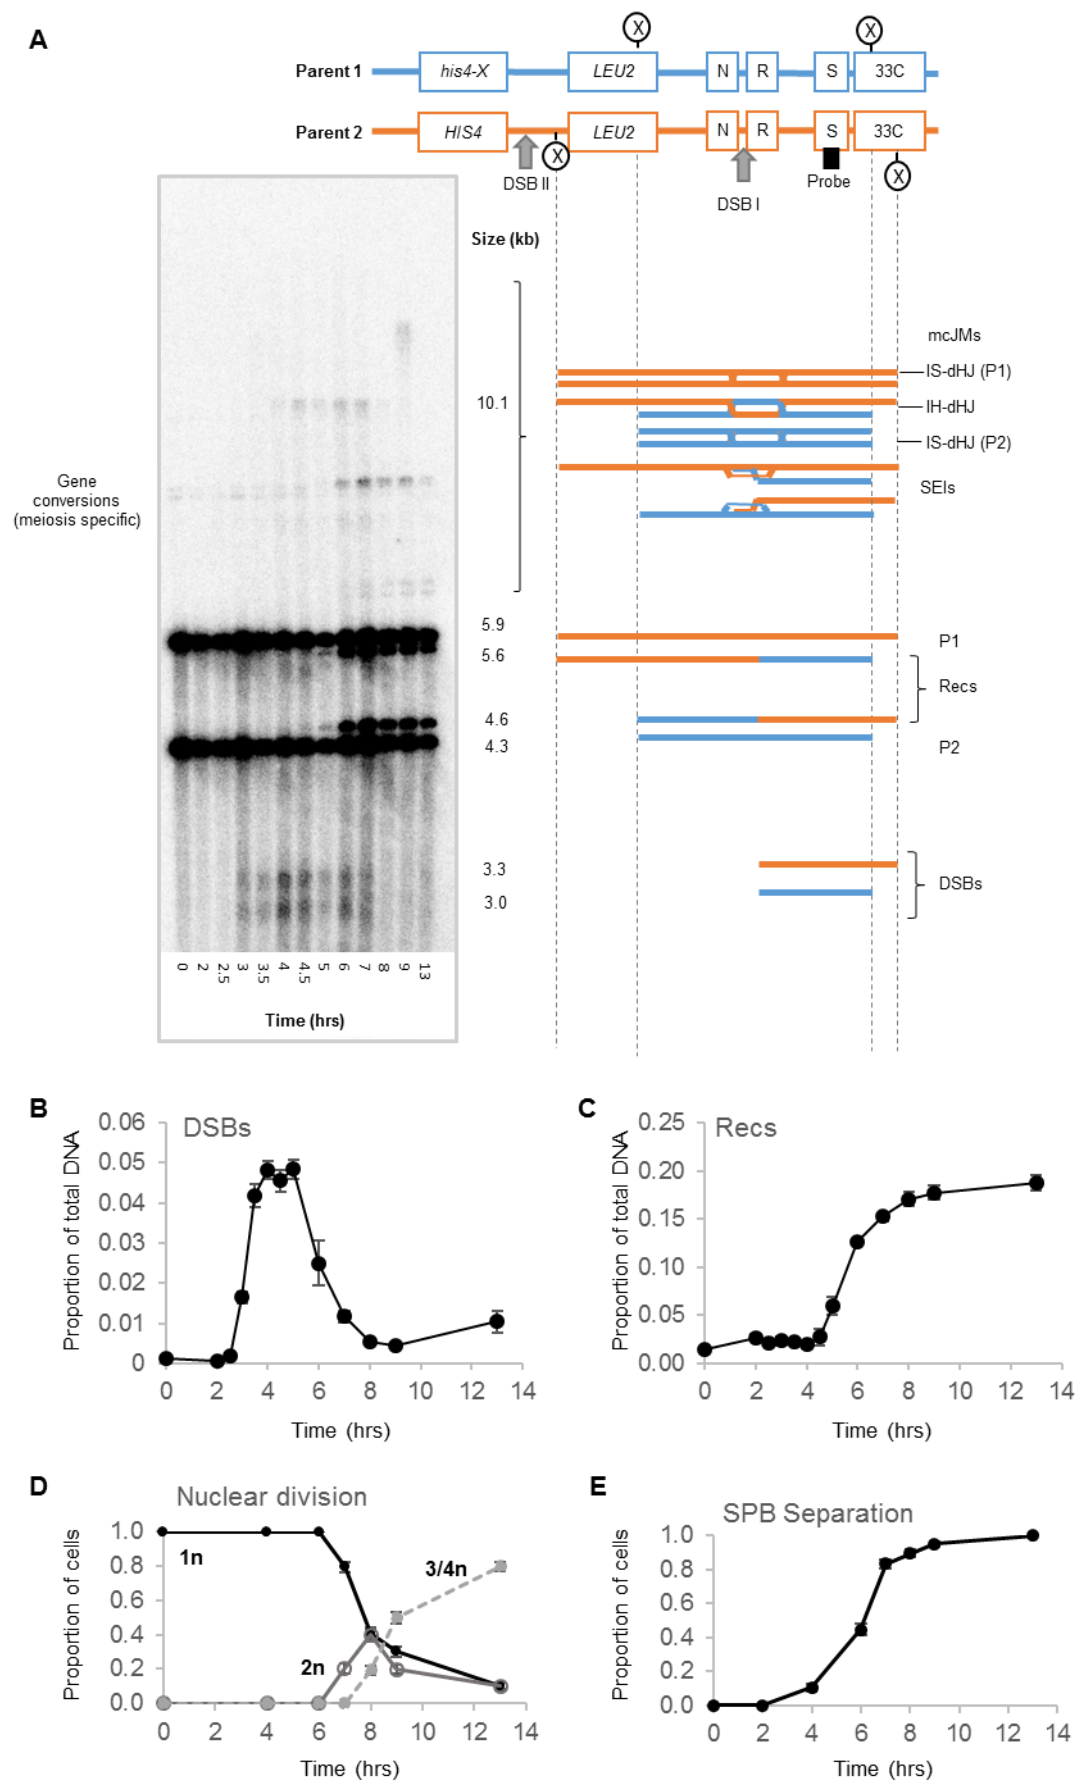 A
Parent 1
his4-X
LEU2
N
R
S
33C
X
X
Parent 2
HIS4
LEU2
N
R
S
33C
X
X
DSB II
DSB I
Probe
Size (kb)
mcJMs
IS-dHJ (P1)
10.1
IH-dHJ
IS-dHJ (P2)
SEIs
Gene
conversions
(meiosis specific)
5.9
P1
5.6
Recs
4.6
4.3
P2
3.3
DSBs
3.0
0 2 2.5 3 3.5 4 4.5 5 6 7 8 9 13
Time (hrs)
B
DSBs
Proportion of total DNA
0.06
0.05
0.04
0.03
0.02
0.01
0
0 2 4 6 8 10 12 14
Time (hrs)
C
Recs
Proportion of total DNA
0.25
0.20
0.15
0.10
0.05
0.00
0 2 4 6 8 10 12 14
Time (hrs)
D
Nuclear division
Proportion of cells
1.0
0.8
0.6
0.4
0.2
0.0
1n
3/4n
2n
0 2 4 6 8 10 12 14
Time (hrs)
E
SPB Separation
Proportion of cells
1.0
0.8
0.6
0.4
0.2
0.0
0 2 4 6 8 10 12 14
Time (hrs)